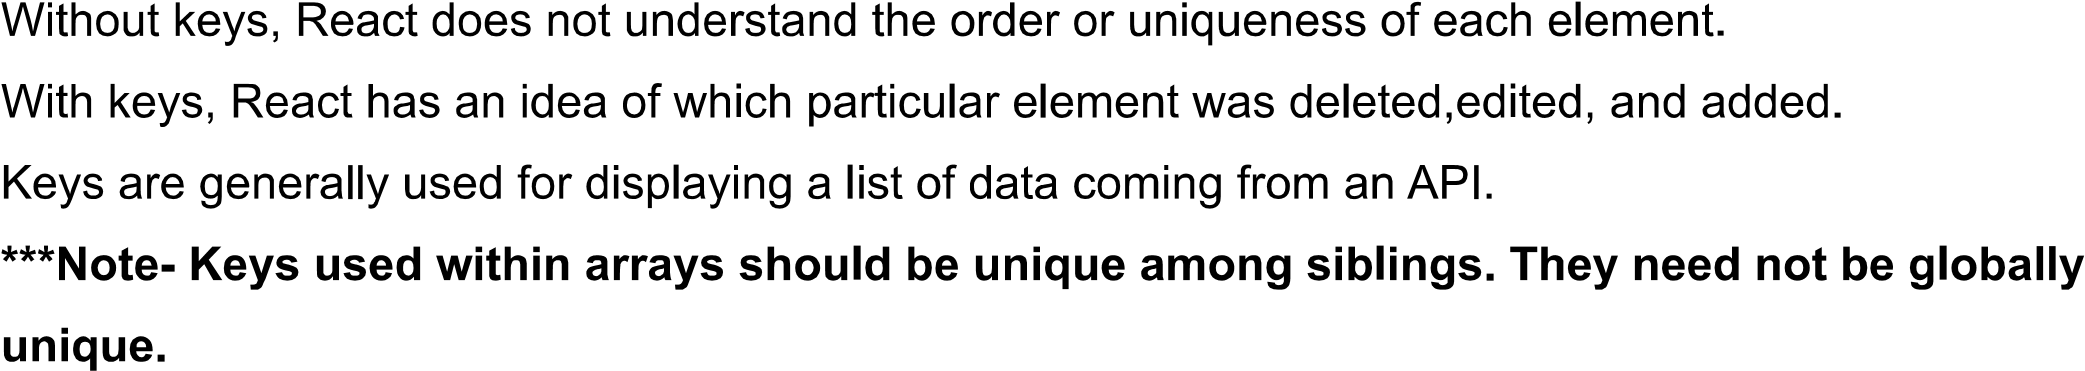 Without keys, React does not understand the order or uniqueness of each element.
With keys, React has an idea of which particular element was deleted,edited, and added.
Keys are generally used for displaying a list of data coming from an API.
***Note- Keys used within arrays should be unique among siblings. They need not be globally
unique.